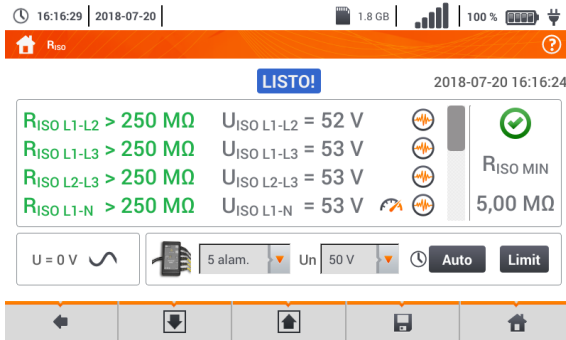 16:16:29 2018-07-20 1.8 GB 100 %
RISO ?
LISTO! 2018-07-20 16:16:24
RISO L1-L2 > 250 MΩ UISO L1-L2 = 52 V
RISO L1-L3 > 250 MΩ UISO L1-L3 = 53 V
RISO L2-L3 > 250 MΩ UISO L2-L3 = 53 V
RISO L1-N > 250 MΩ UISO L1-N = 53 V
RISO MIN
5,00 MΩ
U = 0 V 5 alam. Un 50 V Auto Limit